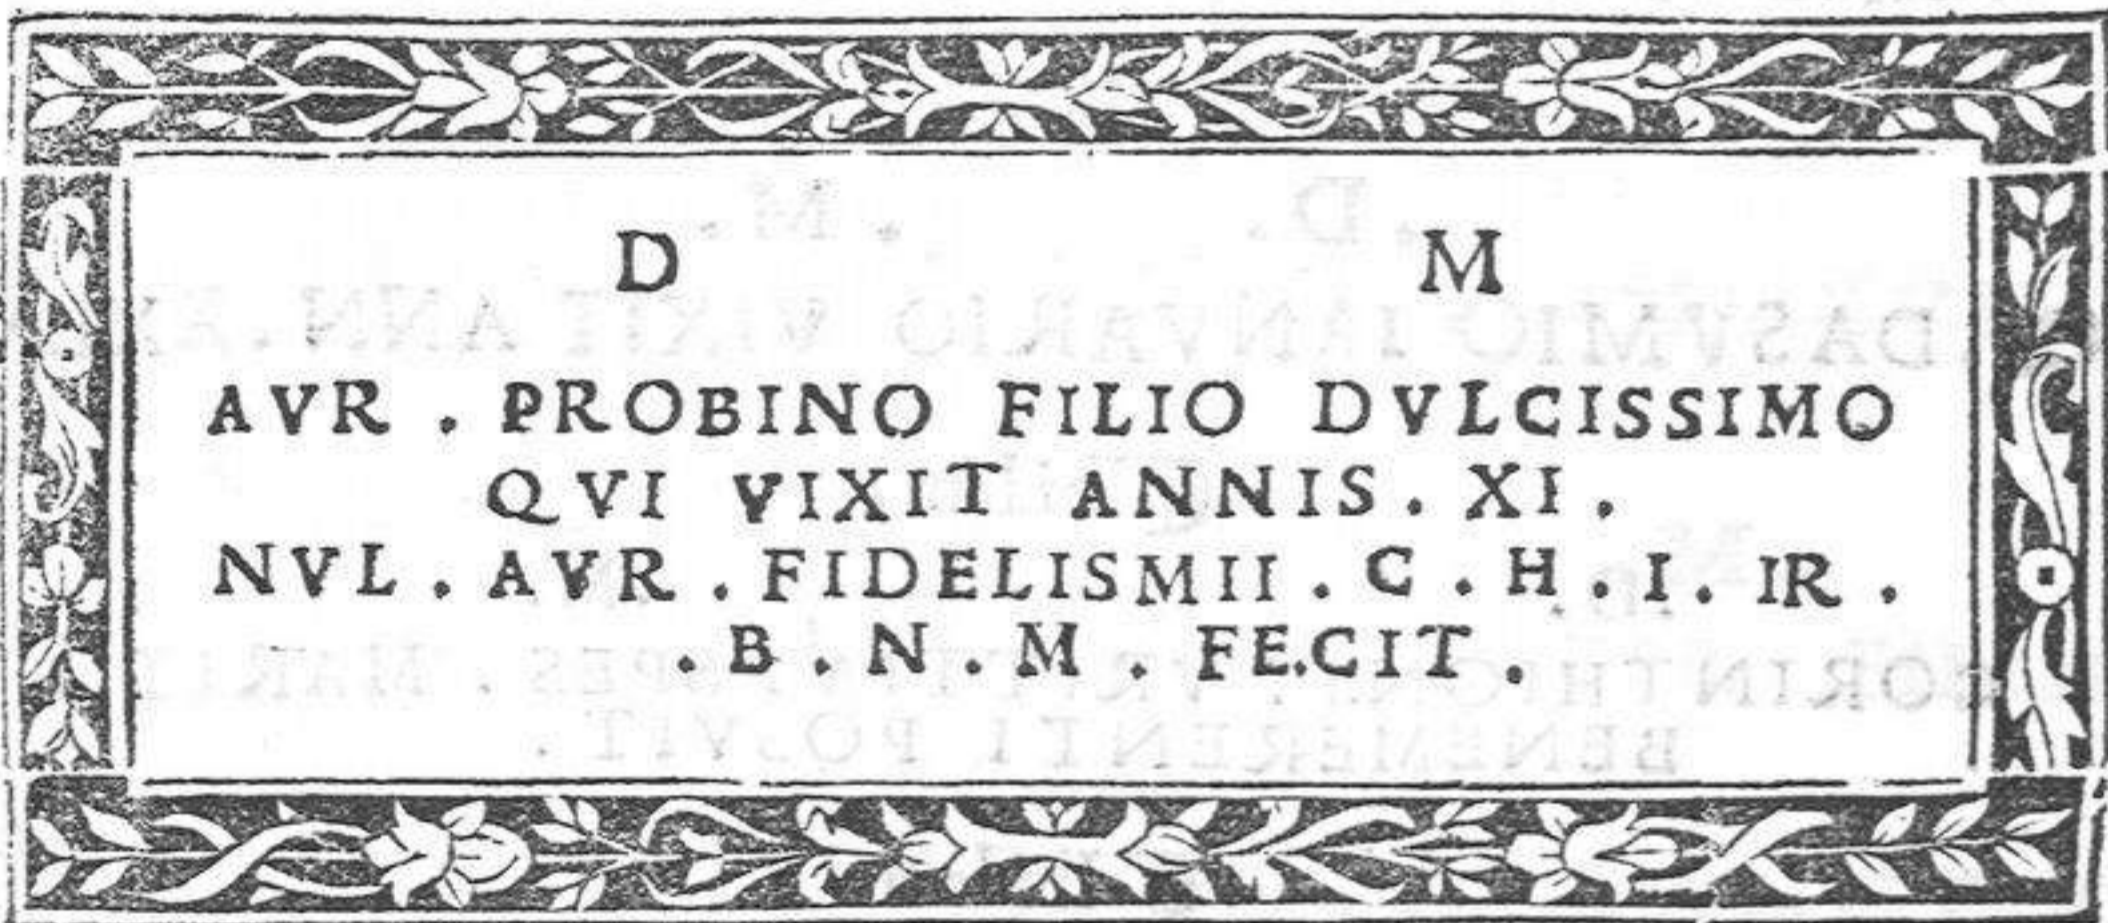 D M
AVR . PROBINO FILIO DVLCISSIMO
QVI VIXIT ANNIS . XI .
NVL . AVR . FIDELISMII . C . H . I . IR .
. B . N . M . FE.CIT .